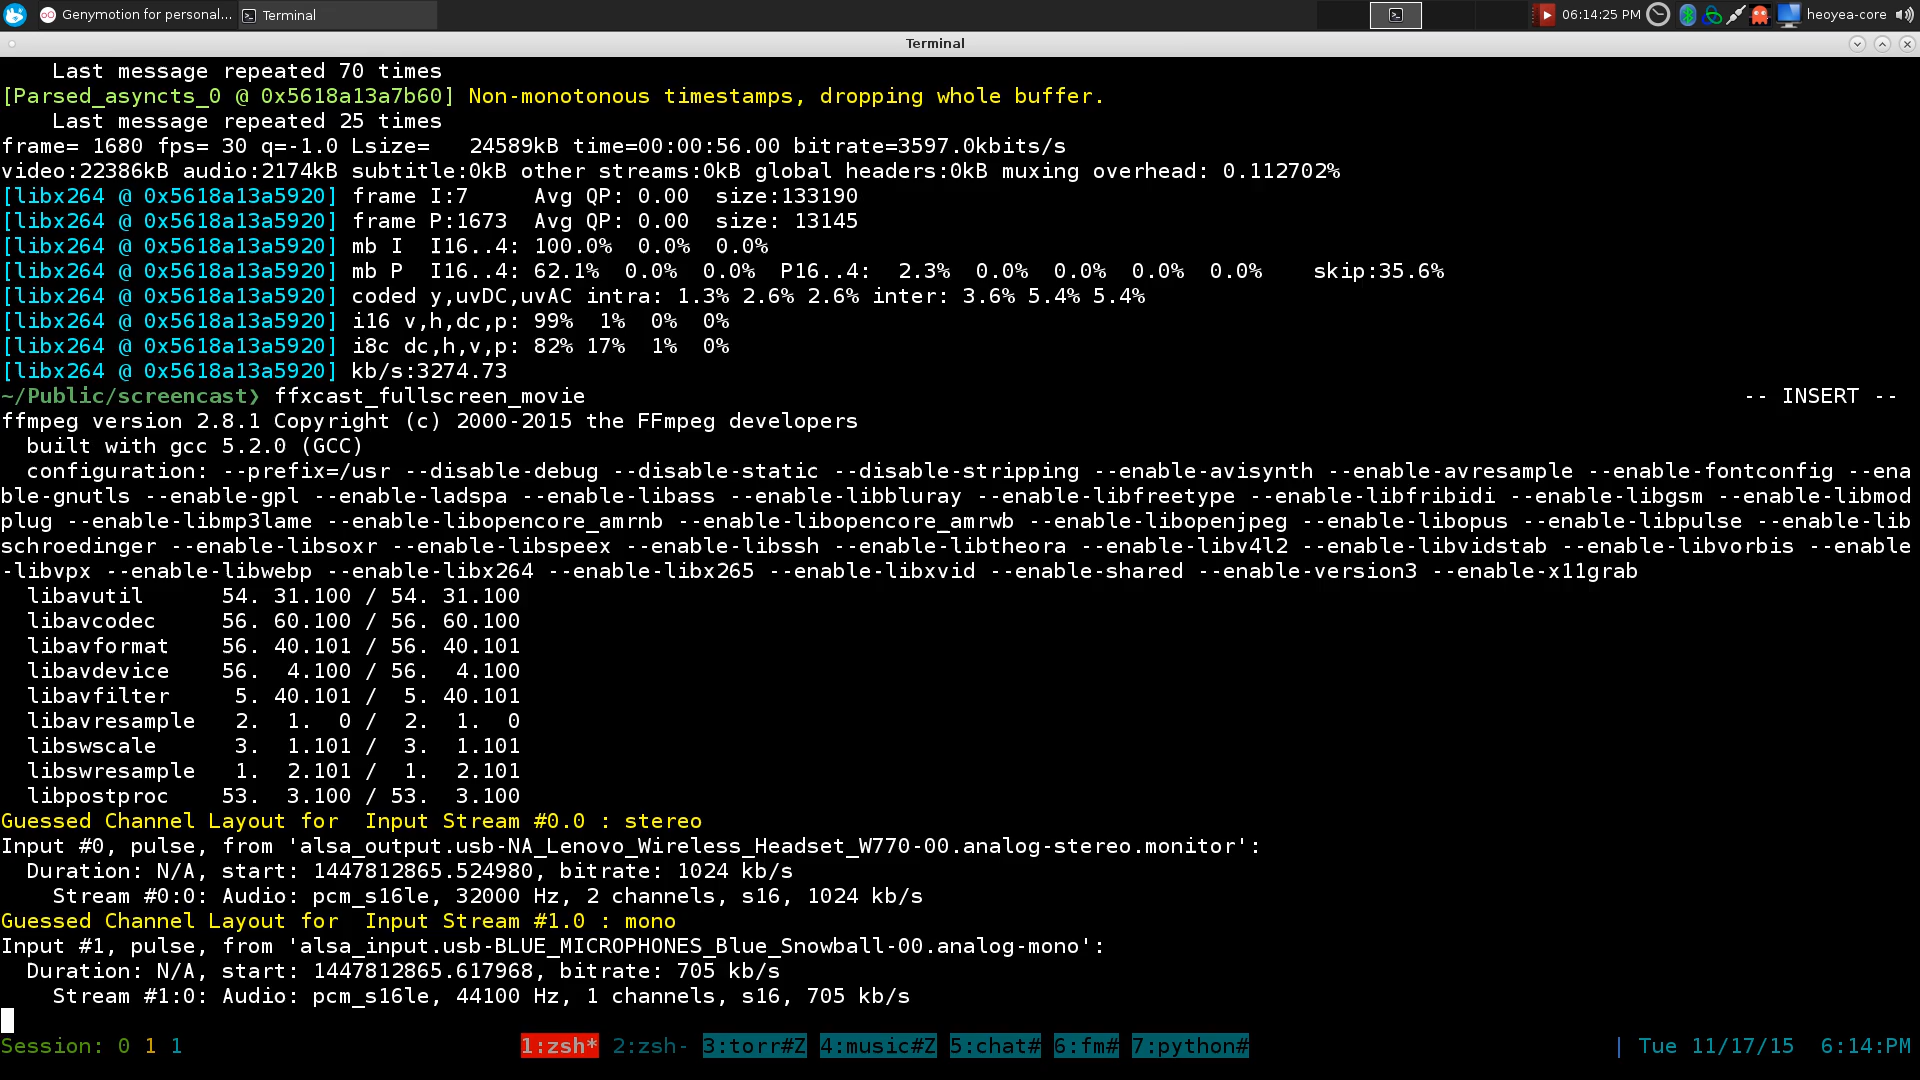 Genymotion for personal... Terminal 06:14:25 PM heoyea-core
Terminal
Last message repeated 70 times
[Parsed_asyncts_0 @ 0x5618a13a7b60] Non-monotonous timestamps, dropping whole buffer.
Last message repeated 25 times
frame= 1680 fps= 30 q=-1.0 Lsize=   24589kB time=00:00:56.00 bitrate=3597.0kbits/s
video:22386kB audio:2174kB subtitle:0kB other streams:0kB global headers:0kB muxing overhead: 0.112702%
[libx264 @ 0x5618a13a5920] frame I:7     Avg QP: 0.00  size:133190
[libx264 @ 0x5618a13a5920] frame P:1673  Avg QP: 0.00  size: 13145
[libx264 @ 0x5618a13a5920] mb I  I16..4: 100.0%  0.0%  0.0%
[libx264 @ 0x5618a13a5920] mb P  I16..4: 62.1%  0.0%  0.0%  P16..4:  2.3%  0.0%  0.0%  0.0%  0.0%    skip:35.6%
[libx264 @ 0x5618a13a5920] coded y,uvDC,uvAC intra: 1.3% 2.6% 2.6% inter: 3.6% 5.4% 5.4%
[libx264 @ 0x5618a13a5920] i16 v,h,dc,p: 99%  1%  0%  0%
[libx264 @ 0x5618a13a5920] i8c dc,h,v,p: 82% 17%  1%  0%
[libx264 @ 0x5618a13a5920] kb/s:3274.73
~/Public/screencast❯ ffxcast_fullscreen_movie -- INSERT --
ffmpeg version 2.8.1 Copyright (c) 2000-2015 the FFmpeg developers
built with gcc 5.2.0 (GCC)
configuration: --prefix=/usr --disable-debug --disable-static --disable-stripping --enable-avisynth --enable-avresample --enable-fontconfig --ena
ble-gnutls --enable-gpl --enable-ladspa --enable-libass --enable-libbluray --enable-libfreetype --enable-libfribidi --enable-libgsm --enable-libmod
plug --enable-libmp3lame --enable-libopencore_amrnb --enable-libopencore_amrwb --enable-libopenjpeg --enable-libopus --enable-libpulse --enable-lib
schroedinger --enable-libsoxr --enable-libspeex --enable-libssh --enable-libtheora --enable-libv4l2 --enable-libvidstab --enable-libvorbis --enable
-libvpx --enable-libwebp --enable-libx264 --enable-libx265 --enable-libxvid --enable-shared --enable-version3 --enable-x11grab
libavutil      54. 31.100 / 54. 31.100
libavcodec     56. 60.100 / 56. 60.100
libavformat    56. 40.101 / 56. 40.101
libavdevice    56.  4.100 / 56.  4.100
libavfilter     5. 40.101 /  5. 40.101
libavresample   2.  1.  0 /  2.  1.  0
libswscale      3.  1.101 /  3.  1.101
libswresample   1.  2.101 /  1.  2.101
libpostproc    53.  3.100 / 53.  3.100
Guessed Channel Layout for  Input Stream #0.0 : stereo
Input #0, pulse, from 'alsa_output.usb-NA_Lenovo_Wireless_Headset_W770-00.analog-stereo.monitor':
Duration: N/A, start: 1447812865.524980, bitrate: 1024 kb/s
Stream #0:0: Audio: pcm_s16le, 32000 Hz, 2 channels, s16, 1024 kb/s
Guessed Channel Layout for  Input Stream #1.0 : mono
Input #1, pulse, from 'alsa_input.usb-BLUE_MICROPHONES_Blue_Snowball-00.analog-mono':
Duration: N/A, start: 1447812865.617968, bitrate: 705 kb/s
Stream #1:0: Audio: pcm_s16le, 44100 Hz, 1 channels, s16, 705 kb/s
Session: 0 1 1 1:zsh* 2:zsh- 3:torr#Z 4:music#Z 5:chat# 6:fm# 7:python# | Tue 11/17/15  6:14:PM